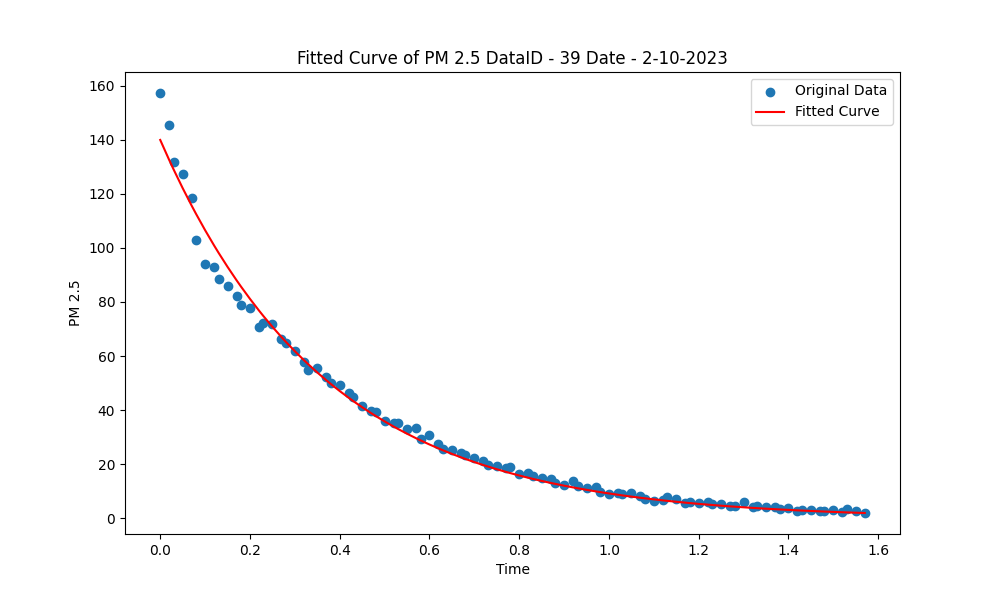 Fitted Curve of PM 2.5 DataID - 39 Date - 2-10-2023
Original Data
Fitted Curve
PM 2.5
160
140
120
100
80
60
40
20
0
0.0 0.2 0.4 0.6 0.8 1.0 1.2 1.4 1.6
Time